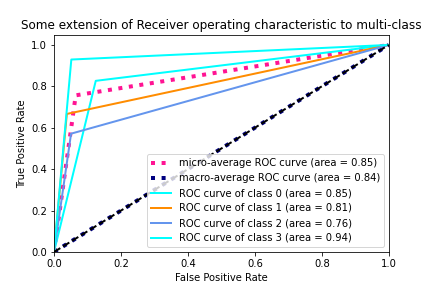 Some extension of Receiver operating characteristic to multi-class
1.0
0.8
0.6
0.4
0.2
0.0
True Positive Rate
micro-average ROC curve (area = 0.85)
macro-average ROC curve (area = 0.84)
ROC curve of class 0 (area = 0.85)
ROC curve of class 1 (area = 0.81)
ROC curve of class 2 (area = 0.76)
ROC curve of class 3 (area = 0.94)
0.0 0.2 0.4 0.6 0.8 1.0
False Positive Rate